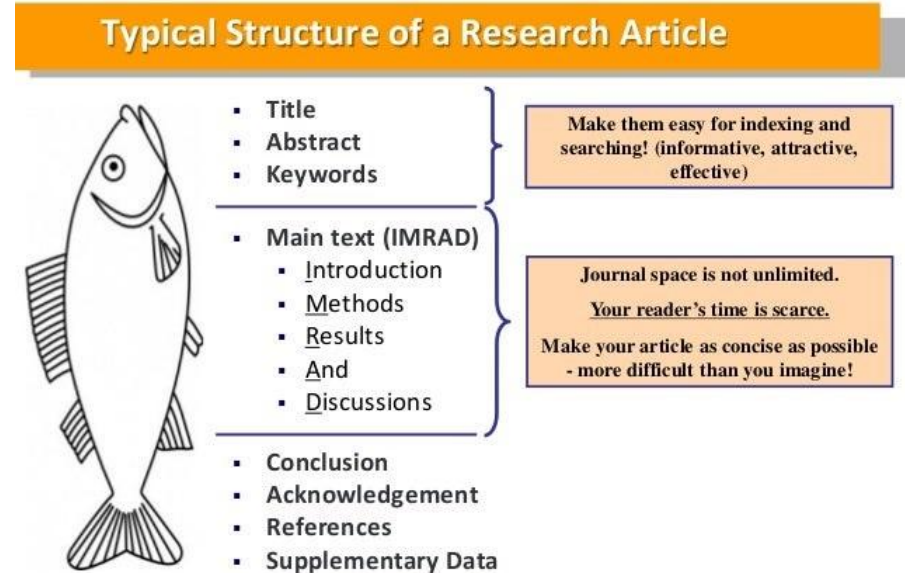 Typical Structure of a Research Article
▪ Title
▪ Abstract
▪ Keywords
Make them easy for indexing and
searching! (informative, attractive,
effective)
▪ Main text (IMRAD)
▪ Introduction
▪ Methods
▪ Results
▪ And
▪ Discussions
Journal space is not unlimited.
Your reader's time is scarce.
Make your article as concise as possible
- more difficult than you imagine!
▪ Conclusion
▪ Acknowledgement
▪ References
▪ Supplementary Data